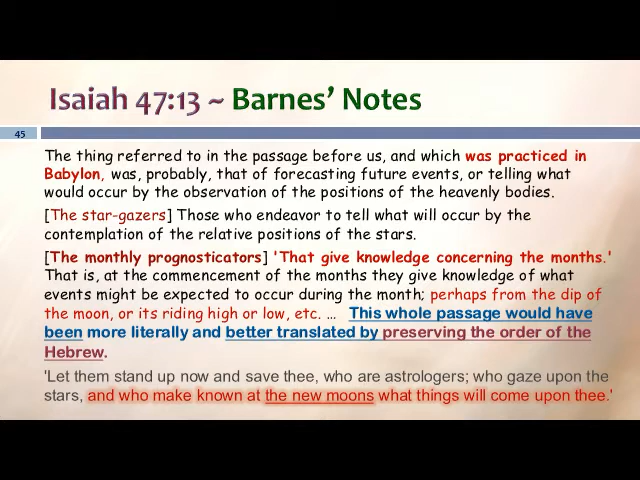 Isaiah 47:13 ~ Barnes' Notes
45
The thing referred to in the passage before us, and which was practiced in
Babylon, was, probably, that of forecasting future events, or telling what
would occur by the observation of the positions of the heavenly bodies.
[The star-gazers] Those who endeavor to tell what will occur by the
contemplation of the relative positions of the stars.
[The monthly prognosticators] 'That give knowledge concerning the months.'
That is, at the commencement of the months they give knowledge of what
events might be expected to occur during the month; perhaps from the dip of
the moon, or its riding high or low, etc. … This whole passage would have
been more literally and better translated by preserving the order of the
Hebrew.
'Let them stand up now and save thee, who are astrologers; who gaze upon the
stars, and who make known at the new moons what things will come upon thee.'